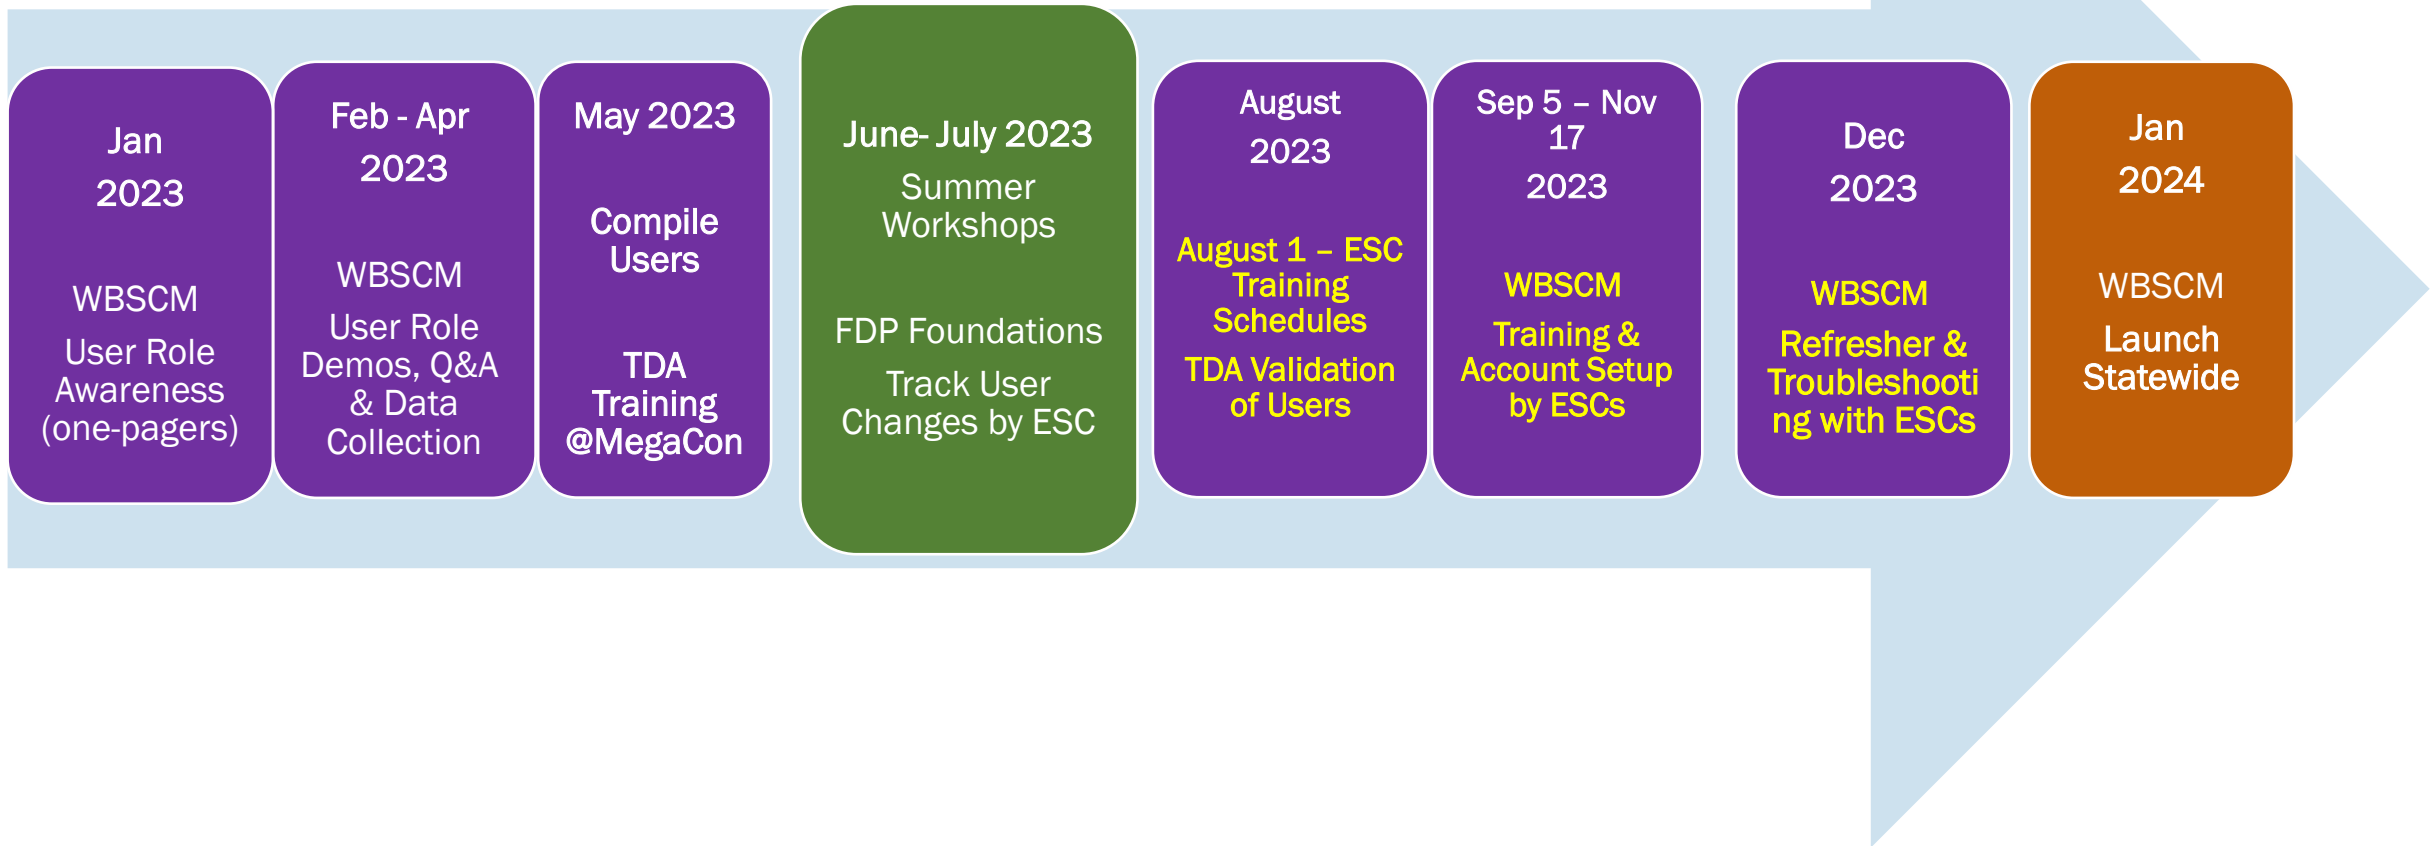 Jan
2023
WBSCM
User Role
Awareness
(one-pagers)
Feb - Apr
2023
WBSCM
User Role
Demos, Q&A
& Data
Collection
May 2023
Compile
Users
TDA
Training
@MegaCon
June- July 2023
Summer
Workshops
FDP Foundations
Track User
Changes by ESC
August
2023
August 1 – ESC
Training
Schedules
TDA Validation
of Users
Sep 5 – Nov
17
2023
WBSCM
Training &
Account Setup
by ESCs
Dec
2023
WBSCM
Refresher &
Troubleshooti
ng with ESCs
Jan
2024
WBSCM
Launch
Statewide